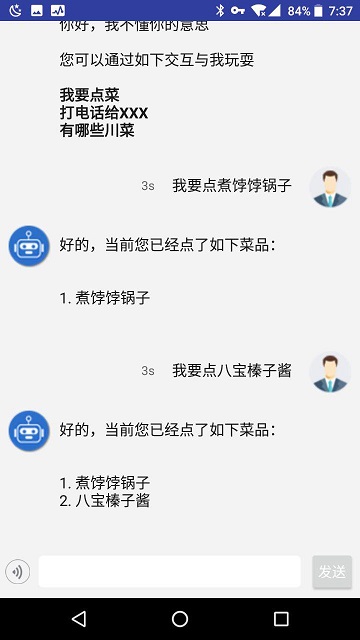 84% 7:37
你好，我不懂你的意思
您可以通过如下交互与我玩耍
我要点菜
打电话给XXX
有哪些川菜
3s 我要点煮饽饽锅子
好的，当前您已经点了如下菜品：
1. 煮饽饽锅子
3s 我要点八宝榛子酱
好的，当前您已经点了如下菜品：
1. 煮饽饽锅子
2. 八宝榛子酱
发送